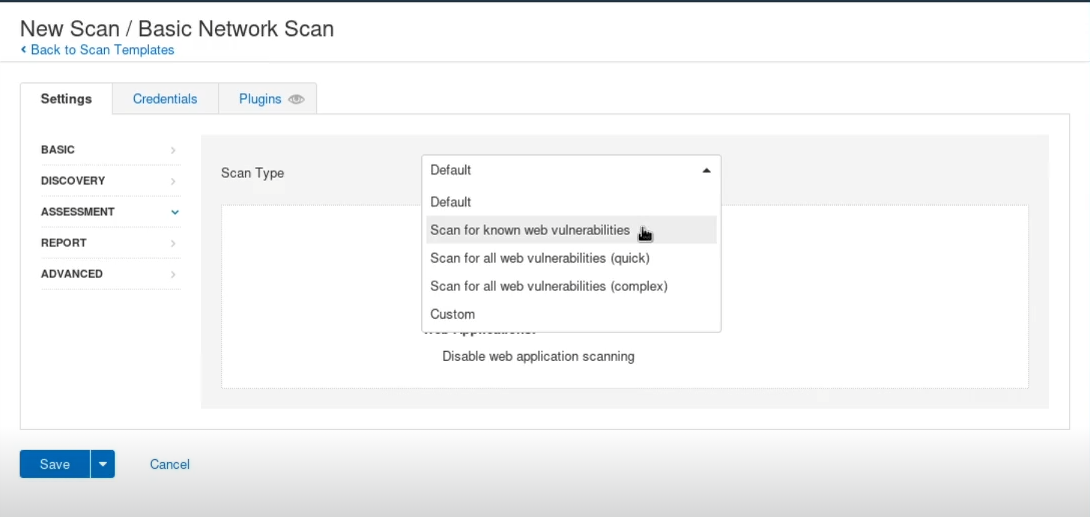 New Scan / Basic Network Scan
Back to Scan Templates
Settings
Credentials
Plugins
BASIC
DISCOVERY
ASSESSMENT
REPORT
ADVANCED
Scan Type
Default
Default
Scan for known web vulnerabilities
Scan for all web vulnerabilities (quick)
Scan for all web vulnerabilities (complex)
Custom
Disable web application scanning
Save
Cancel